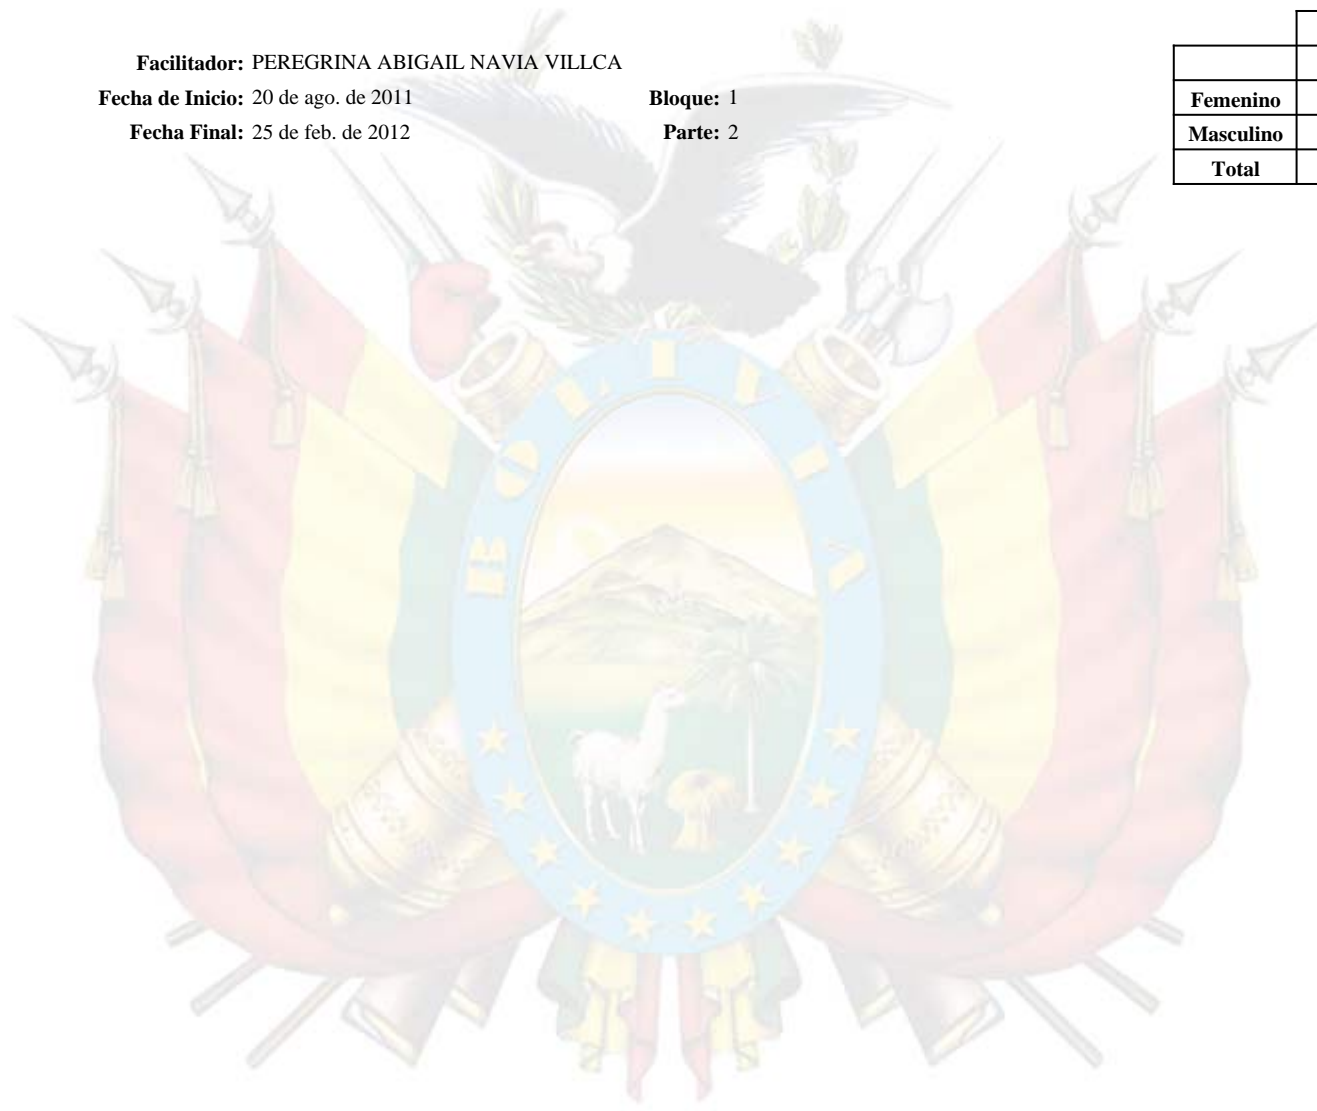 Facilitador: PEREGRINA ABIGAIL NAVIA VILLCA
Fecha de Inicio: 20 de ago. de 2011 Bloque: 1
Fecha Final: 25 de feb. de 2012 Parte: 2
Femenino
Masculino
Total
BOLIVIA